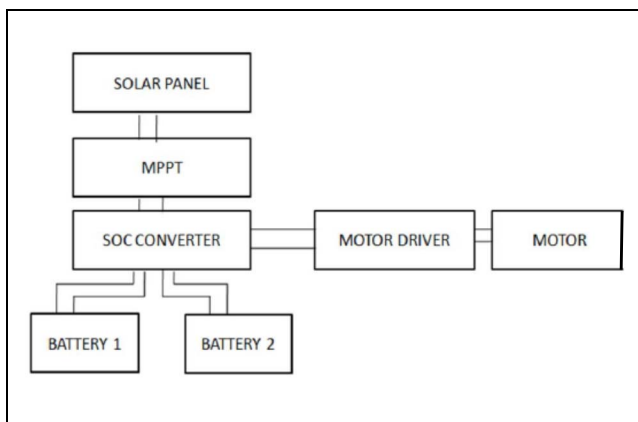 SOLAR PANEL
MPPT
SOC CONVERTER
MOTOR DRIVER
MOTOR
BATTERY 1
BATTERY 2